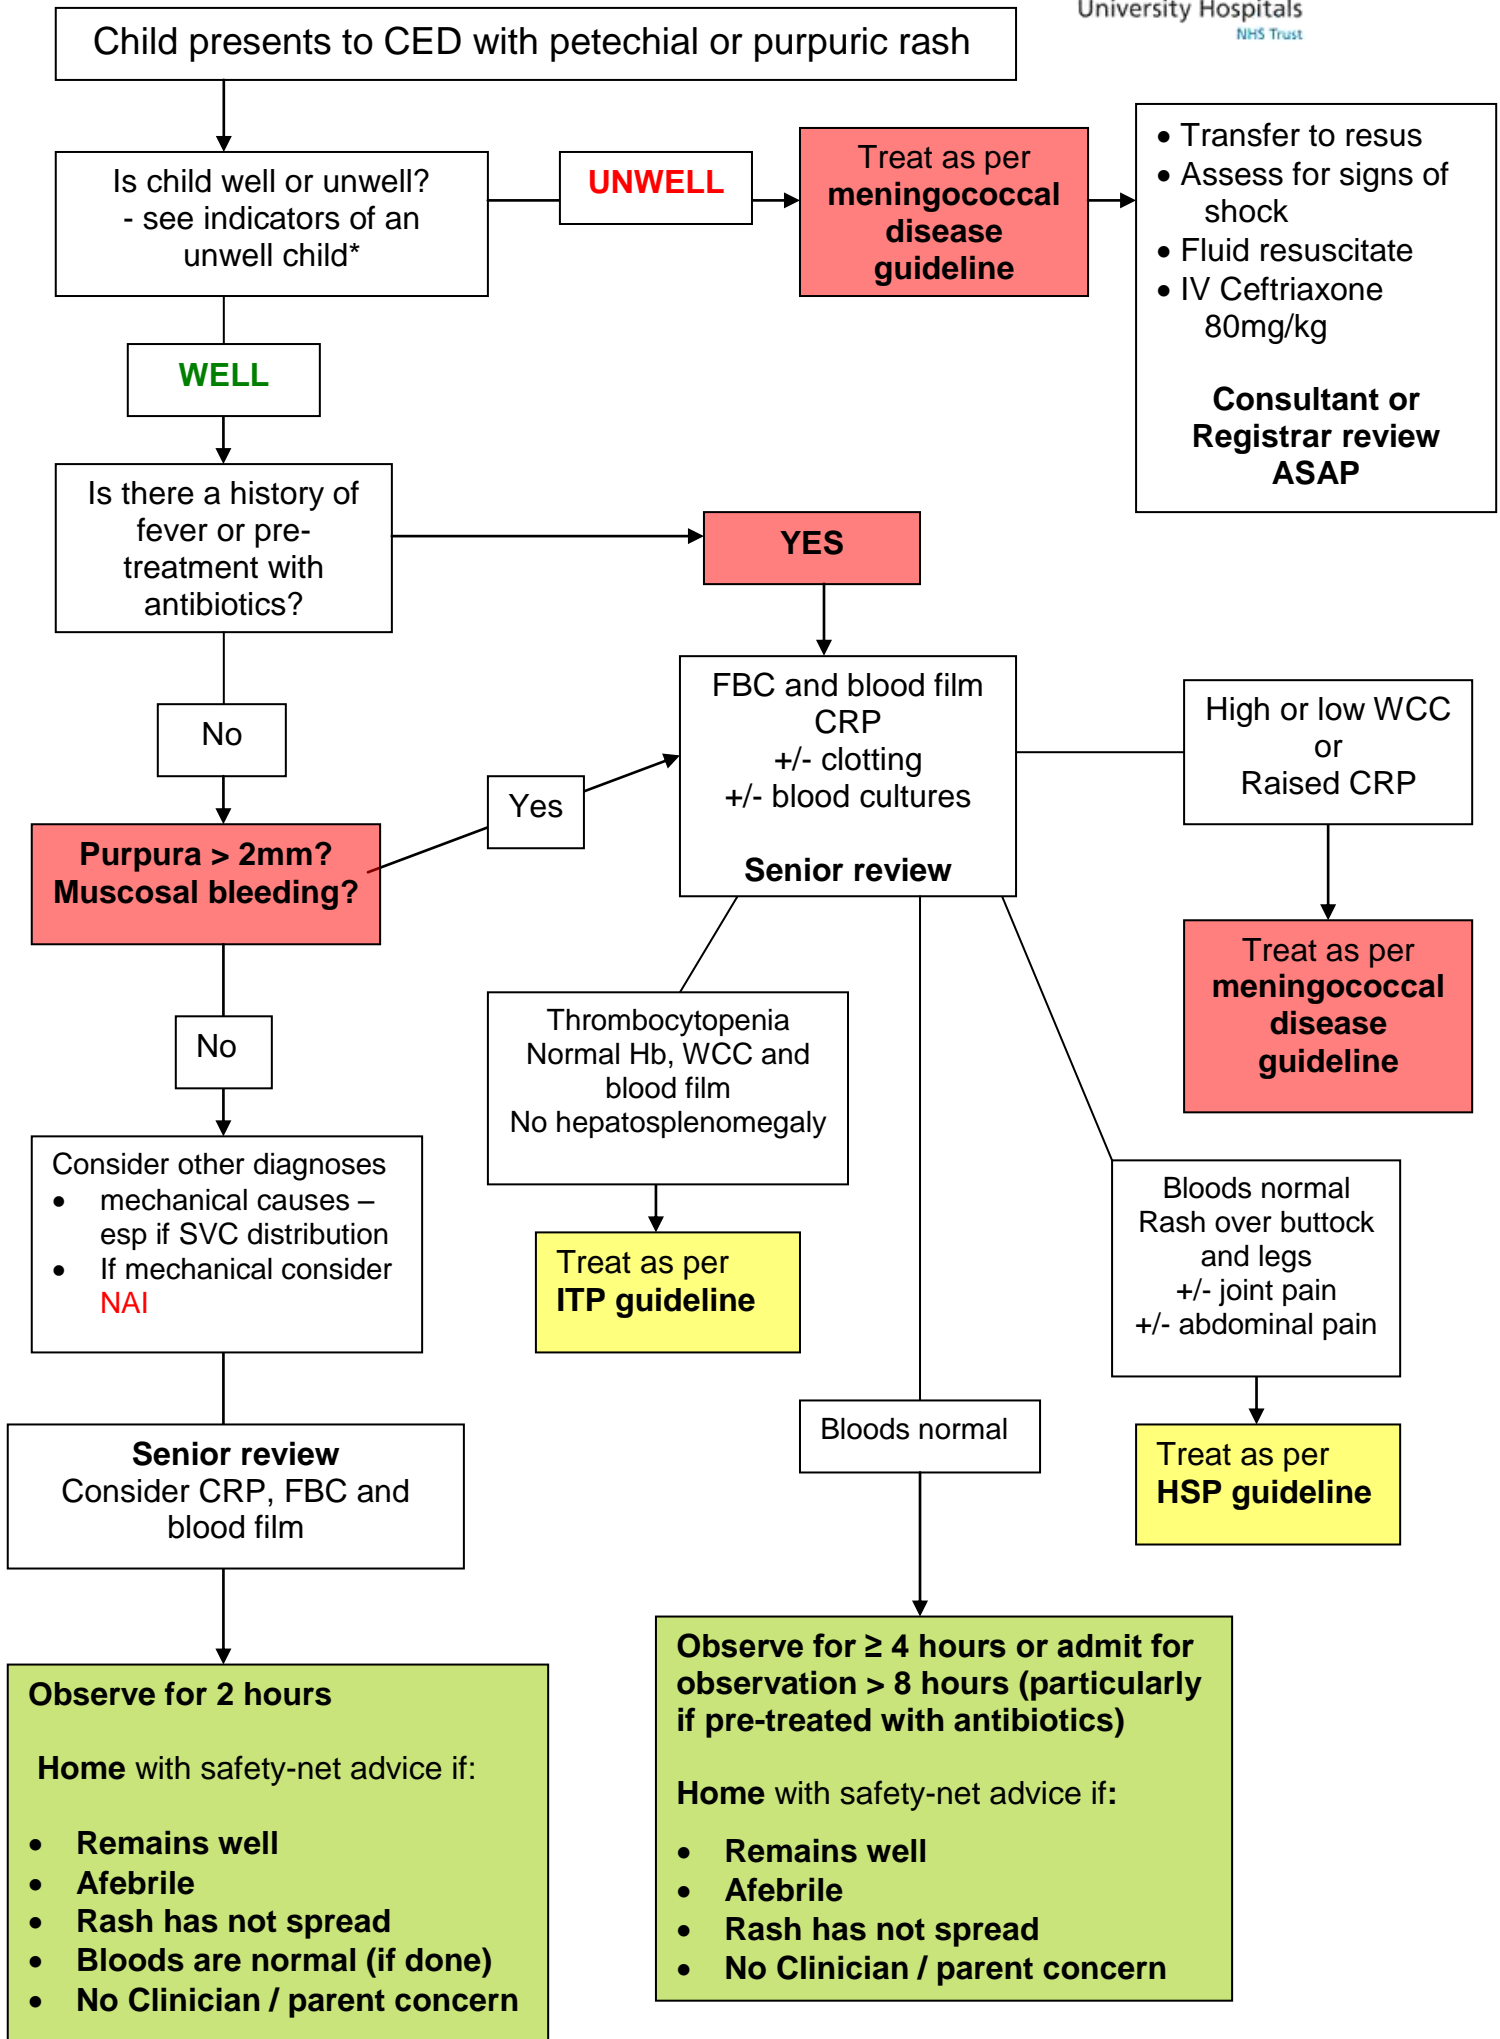 University Hospitals
NHS Trust
Child presents to CED with petechial or purpuric rash
Is child well or unwell?
- see indicators of an
unwell child*
UNWELL
Treat as per
meningococcal
disease
guideline
• Transfer to resus
• Assess for signs of
shock
• Fluid resuscitate
• IV Ceftriaxone
80mg/kg
Consultant or
Registrar review
ASAP
WELL
Is there a history of
fever or pre-
treatment with
antibiotics?
YES
No
FBC and blood film
CRP
+/- clotting
+/- blood cultures
Senior review
High or low WCC
or
Raised CRP
Yes
Purpura > 2mm?
Muscosal bleeding?
Treat as per
meningococcal
disease
guideline
No
Thrombocytopenia
Normal Hb, WCC and
blood film
No hepatosplenomegaly
Consider other diagnoses
• mechanical causes –
esp if SVC distribution
• If mechanical consider
NAI
Bloods normal
Rash over buttock
and legs
+/- joint pain
+/- abdominal pain
Treat as per
ITP guideline
Bloods normal
Treat as per
HSP guideline
Senior review
Consider CRP, FBC and
blood film
Observe for 2 hours
Home with safety-net advice if:
• Remains well
• Afebrile
• Rash has not spread
• Bloods are normal (if done)
• No Clinician / parent concern
Observe for ≥ 4 hours or admit for
observation > 8 hours (particularly
if pre-treated with antibiotics)
Home with safety-net advice if:
• Remains well
• Afebrile
• Rash has not spread
• No Clinician / parent concern